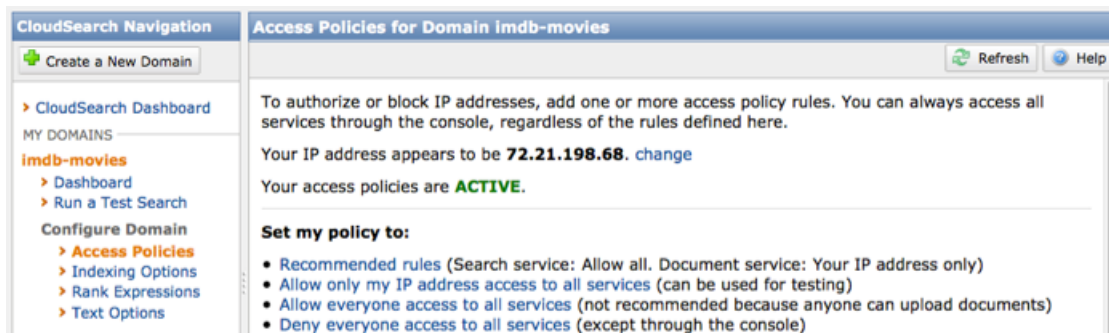 CloudSearch Navigation
Create a New Domain
CloudSearch Dashboard
MY DOMAINS
imdb-movies
Dashboard
Run a Test Search
Configure Domain
Access Policies
Indexing Options
Rank Expressions
Text Options
Access Policies for Domain imdb-movies
Refresh
Help
To authorize or block IP addresses, add one or more access policy rules. You can always access all
services through the console, regardless of the rules defined here.
Your IP address appears to be 72.21.198.68. change
Your access policies are ACTIVE.
Set my policy to:
• Recommended rules (Search service: Allow all. Document service: Your IP address only)
• Allow only my IP address access to all services (can be used for testing)
• Allow everyone access to all services (not recommended because anyone can upload documents)
• Deny everyone access to all services (except through the console)